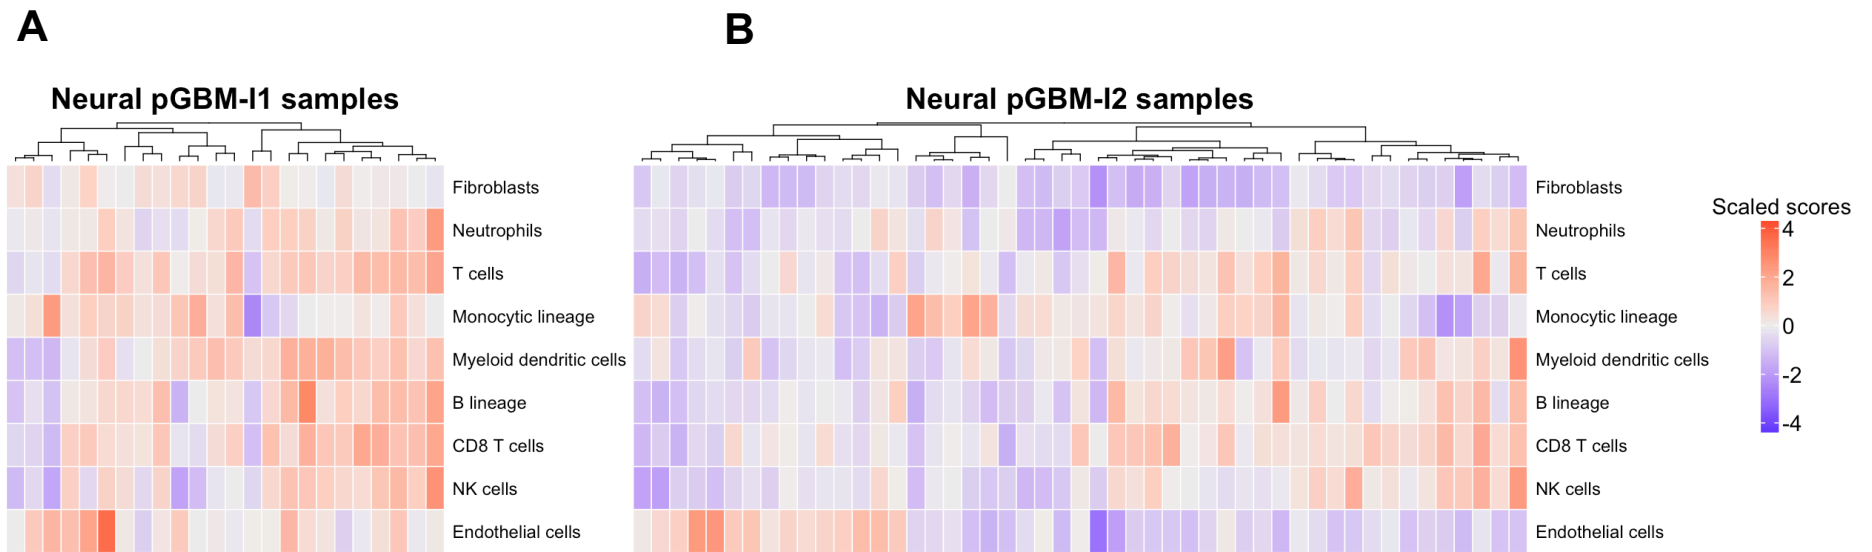 A
B
Neural pGBM-I1 samples
Neural pGBM-I2 samples
Fibroblasts
Neutrophils
T cells
Monocytic lineage
Myeloid dendritic cells
B lineage
CD8 T cells
NK cells
Endothelial cells
Fibroblasts
Neutrophils
T cells
Monocytic lineage
Myeloid dendritic cells
B lineage
CD8 T cells
NK cells
Endothelial cells
Scaled scores
4
2
0
-2
-4